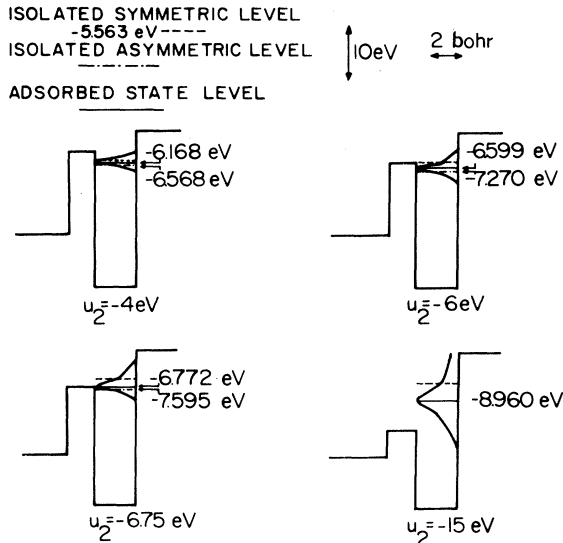 ISOLATED SYMMETRIC LEVEL
-5.563 eV ----
ISOLATED ASYMMETRIC LEVEL
ADSORBED STATE LEVEL
10eV
2 bohr
-6.168 eV
-6.568 eV
u2=-4eV
-6.599 eV
-7.270 eV
u2=-6eV
-6.772 eV
-7.595 eV
u2=-6.75 eV
-8.960 eV
u2=-15 eV